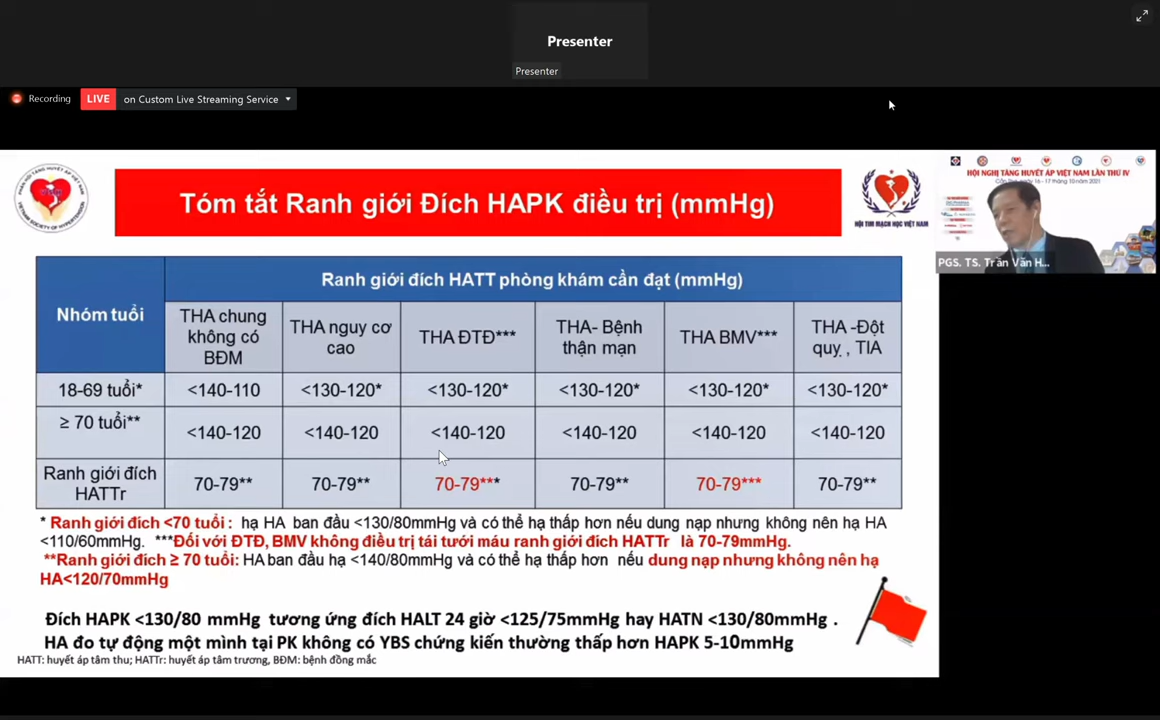 Presenter
Presenter
Recording
LIVE
on Custom Live Streaming Service
Tóm tắt Ranh giới Đích HAPK điều trị (mmHg)
HỘI TIM MẠCH HỌC VIỆT NAM
HỘI NGHỊ TĂNG HUYẾT ÁP VIỆT NAM LẦN THỨ IV
PGS. TS. Trần Văn H...
Nhóm tuổi
Ranh giới đích HATT phòng khám cần đạt (mmHg)
THA chung
không có
BĐM
THA nguy cơ
cao
THA ĐTĐ***
THA- Bệnh
thận mạn
THA BMV***
THA -Đột
quỵ , TIA
18-69 tuổi* <140-110 <130-120* <130-120* <130-120* <130-120* <130-120*
≥ 70 tuổi** <140-120 <140-120 <140-120 <140-120 <140-120 <140-120
Ranh giới đích
HATTr
70-79** 70-79** 70-79*** 70-79** 70-79*** 70-79**
* Ranh giới đích <70 tuổi : hạ HA ban đầu <130/80mmHg và có thể hạ thấp hơn nếu dung nạp nhưng không nên hạ HA
<110/60mmHg. ***Đối với ĐTĐ, BMV không điều trị tái tưới máu ranh giới đích HATTr là 70-79mmHg.
**Ranh giới đích ≥ 70 tuổi: HA ban đầu hạ <140/80mmHg và có thể hạ thấp hơn nếu dung nạp nhưng không nên hạ
HA<120/70mmHg
Đích HAPK <130/80 mmHg tương ứng đích HALT 24 giờ <125/75mmHg hay HATN <130/80mmHg .
HA đo tự động một mình tại PK không có YBS chứng kiến thường thấp hơn HAPK 5-10mmHg
HATT: huyết áp tâm thu; HATTr: huyết áp tâm trương, BĐM: bệnh đồng mắc